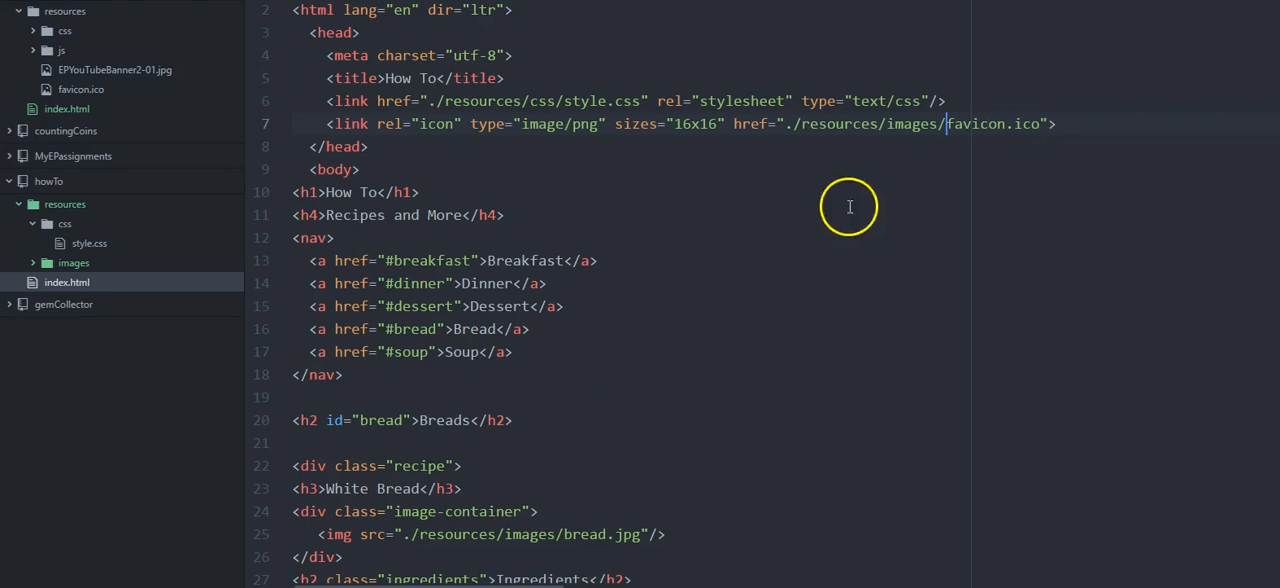 resources
css
js
EPYouTubeBanner2-01.jpg
favicon.ico
index.html
countingCoins
MyEPassignments
howTo
resources
css
style.css
images
index.html
gemCollector
2 <html lang="en" dir="ltr">
3 <head>
4 <meta charset="utf-8">
5 <title>How To</title>
6 <link href="./resources/css/style.css" rel="stylesheet" type="text/css"/>
7 <link rel="icon" type="image/png" sizes="16x16" href="./resources/images/favicon.ico">
8 </head>
9 <body>
10 <h1>How To</h1>
11 <h4>Recipes and More</h4>
12 <nav>
13 <a href="#breakfast">Breakfast</a>
14 <a href="#dinner">Dinner</a>
15 <a href="#dessert">Dessert</a>
16 <a href="#bread">Bread</a>
17 <a href="#soup">Soup</a>
18 </nav>
19
20 <h2 id="bread">Breads</h2>
21
22 <div class="recipe">
23 <h3>White Bread</h3>
24 <div class="image-container">
25 <img src="./resources/images/bread.jpg"/>
26 </div>
27 <h2 class="ingredients">Ingredients</h2>